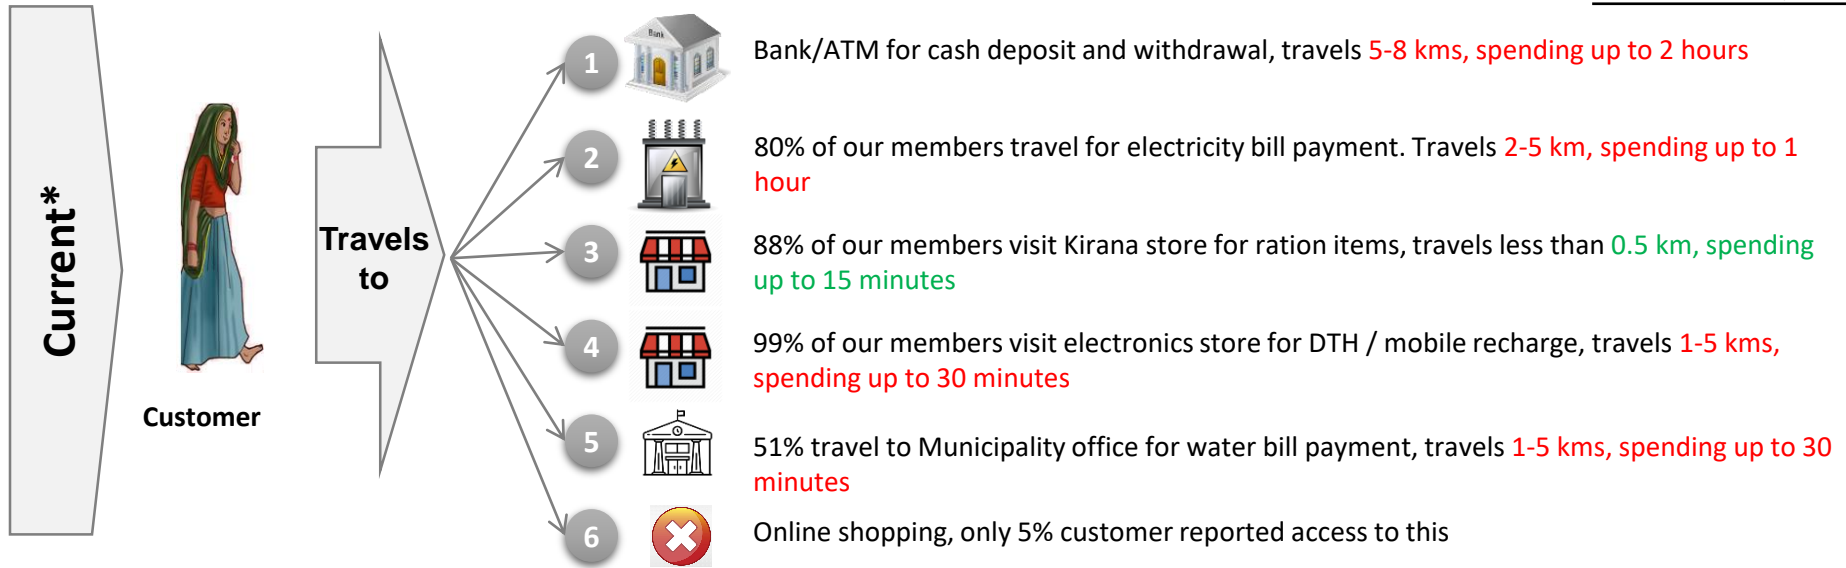 Current*
Customer
Travels
to
1
Bank
Bank/ATM for cash deposit and withdrawal, travels 5-8 kms, spending up to 2 hours
2
80% of our members travel for electricity bill payment. Travels 2-5 km, spending up to 1
hour
3
88% of our members visit Kirana store for ration items, travels less than 0.5 km, spending
up to 15 minutes
4
99% of our members visit electronics store for DTH / mobile recharge, travels 1-5 kms,
spending up to 30 minutes
5
51% travel to Municipality office for water bill payment, travels 1-5 kms, spending up to 30
minutes
6
Online shopping, only 5% customer reported access to this